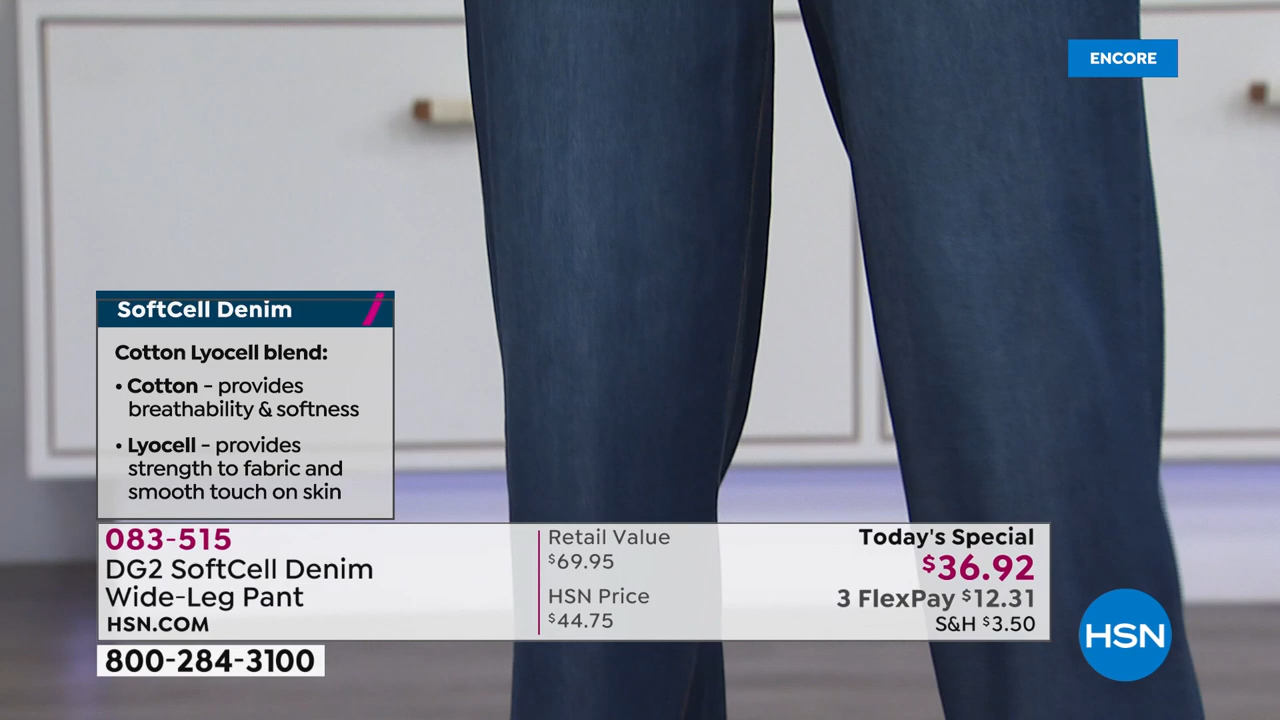 ENCORE
SoftCell Denim
Cotton Lyocell blend:
• Cotton - provides
breathability & softness
• Lyocell - provides
strength to fabric and
smooth touch on skin
083-515
DG2 SoftCell Denim
Wide-Leg Pant
HSN.COM
Retail Value
$69.95
HSN Price
$44.75
Today's Special
$36.92
3 FlexPay $12.31
S&H $3.50
800-284-3100
HSN